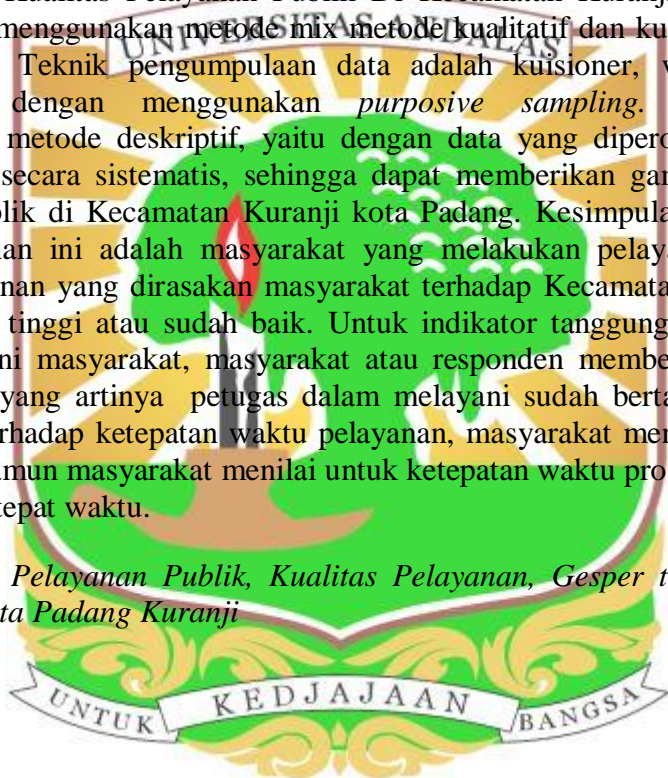 Kualitas Pelayanan Publik Di Kecamatan Kuranji
menggunakan metode mix metode kualitatif dan ku
UNIVERSITAS ANDALAS
Teknik pengumpulaan data adalah kuisioner, v
dengan menggunakan purposive sampling.
metode deskriptif, yaitu dengan data yang dipero
secara sistematis, sehingga dapat memberikan gam
lik di Kecamatan Kuranji kota Padang. Kesimpula
an ini adalah masyarakat yang melakukan pelaya
nan yang dirasakan masyarakat terhadap Kecamata
tinggi atau sudah baik. Untuk indikator tanggung
ni masyarakat, masyarakat atau responden membe
yang artinya petugas dalam melayani sudah berta
rhadap ketepatan waktu pelayanan, masyarakat men
mun masyarakat menilai untuk ketepatan waktu pro
tepat waktu.
Pelayanan Publik, Kualitas Pelayanan, Gesper t
ta Padang Kuranji
UNTUK KEDJAJAAN BANGSA